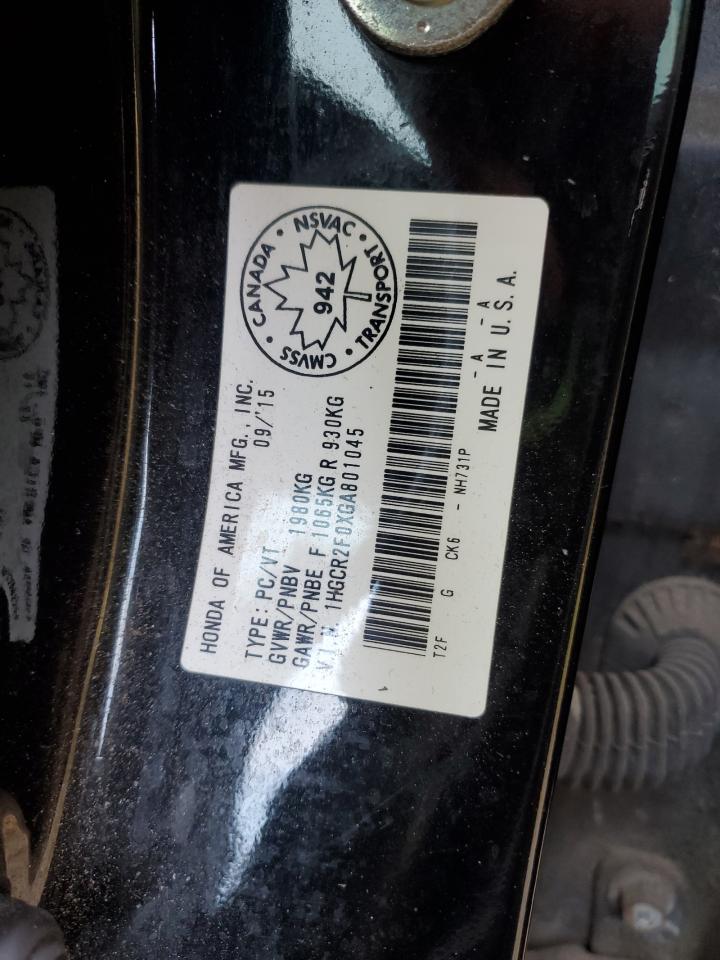 HONDA OF AMERICA MFG., INC.
09/'15
TYPE: PC/VT
GVWR/PNBV 1980KG
GAWR/PNBE F 1065KG R 930KG
VIN 1HGCR2F0XGA801045
CANADA · NSVAC · TRANSPORT · CMVSS ·
942
T2F G CK6 - NH731P
- A - A
MADE IN U.S.A.